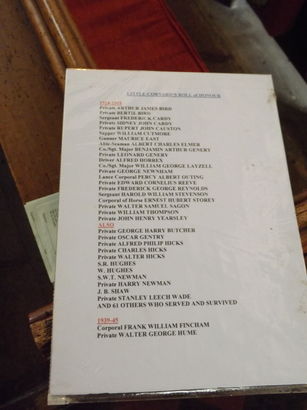 LITTLE CORNARD'S ROLL of HONOUR
1914-1918
Private ARTHUR JAMES BIRD
Private BERTIE BIRD
Sergeant FREDERICK CARDY
Private SIDNEY JOHN CARDY
Private RUPERT JOHN CAUSTON
Sapper WILLIAM CUTMORE
Gunner MAURICE EAST
Able Seaman ALBERT CHARLES ELMER
Co./Sgt. Major BENJAMIN ARTHUR GENERY
Private LEONARD GENERY
Driver ALFRED HORREX
Co./Sgt. Major WILLIAM GEORGE LAYZELL
Private GEORGE NEWNHAM
Lance Corporal PERCY ALBERT OUTING
Private EDWARD CORNELIUS REEVE
Private FREDERICK GEORGE REYNOLDS
Sergeant HAROLD WILLIAM STEVENSON
Corporal of Horse ERNEST HUBERT STOREY
Private WALTER SAMUEL SAGON
Private WILLIAM THOMPSON
Private JOHN HENRY YEARSLEY
ALSO
Private GEORGE HARRY BUTCHER
Private OSCAR GENTRY
Private ALFRED PHILIP HICKS
Private CHARLES HICKS
Private WALTER HICKS
S.R. HUGHES
W. HUGHES
S.W.T. NEWMAN
Private HARRY NEWMAN
J. B. SHAW
Private STANLEY LEECH WADE
AND 61 OTHERS WHO SERVED AND SURVIVED
1939-45
Corporal FRANK WILLIAM FINCHAM
Private WALTER GEORGE HUME